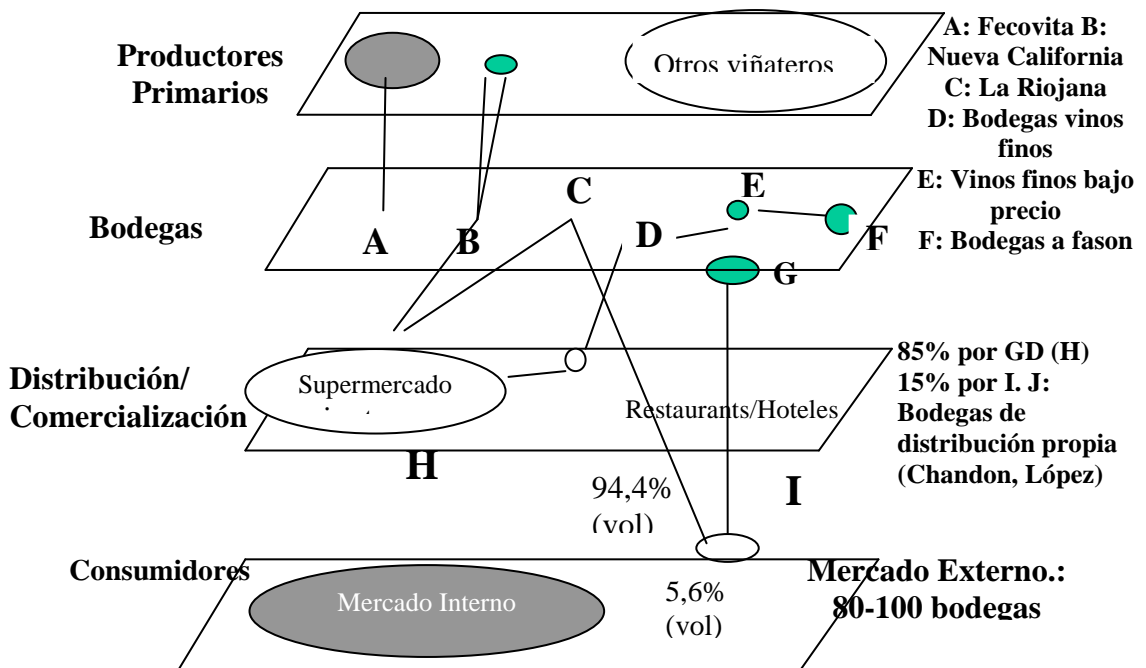 Productores
Primarios
Otros viñateros
A: Fecovita B:
Nueva California
C: La Riojana
D: Bodegas vinos
finos
E: Vinos finos bajo
precio
F: Bodegas a fason
Bodegas
A
B
C
D
E
F
G
Distribución/
Comercialización
Supermercado
Restaurants/Hoteles
H
I
85% por GD (H)
15% por I. J:
Bodegas de
distribución propia
(Chandon, López)
94,4%
(vol)
Consumidores
Mercado Interno
5,6%
(vol)
Mercado Externo.:
80-100 bodegas